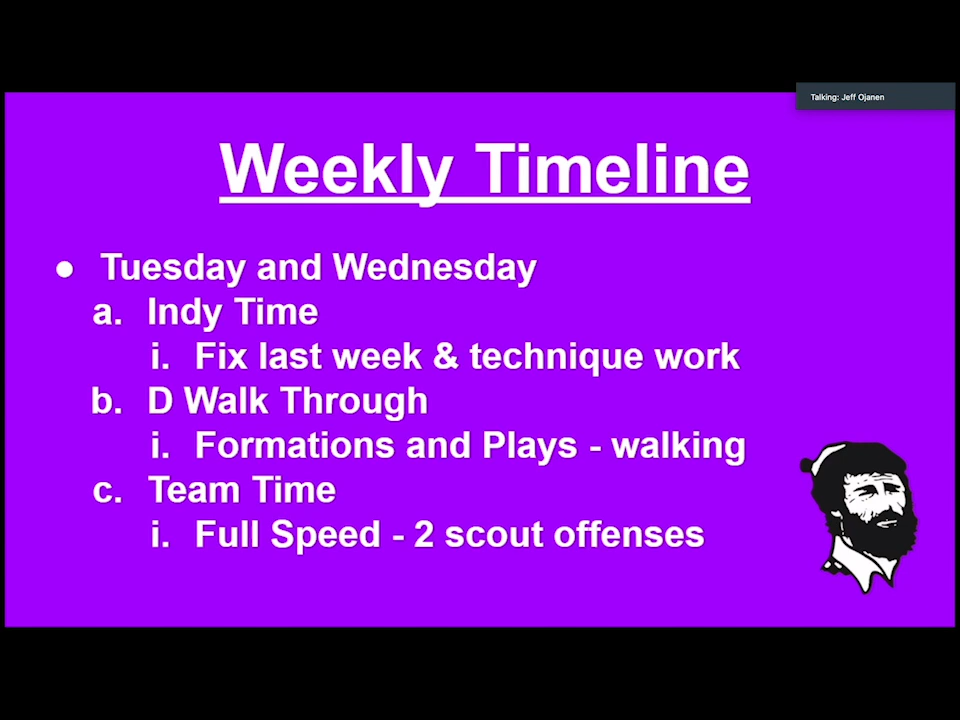 Talking: Jeff Ojanen
Weekly Timeline
● Tuesday and Wednesday
a. Indy Time
i. Fix last week & technique work
b. D Walk Through
i. Formations and Plays - walking
c. Team Time
i. Full Speed - 2 scout offenses